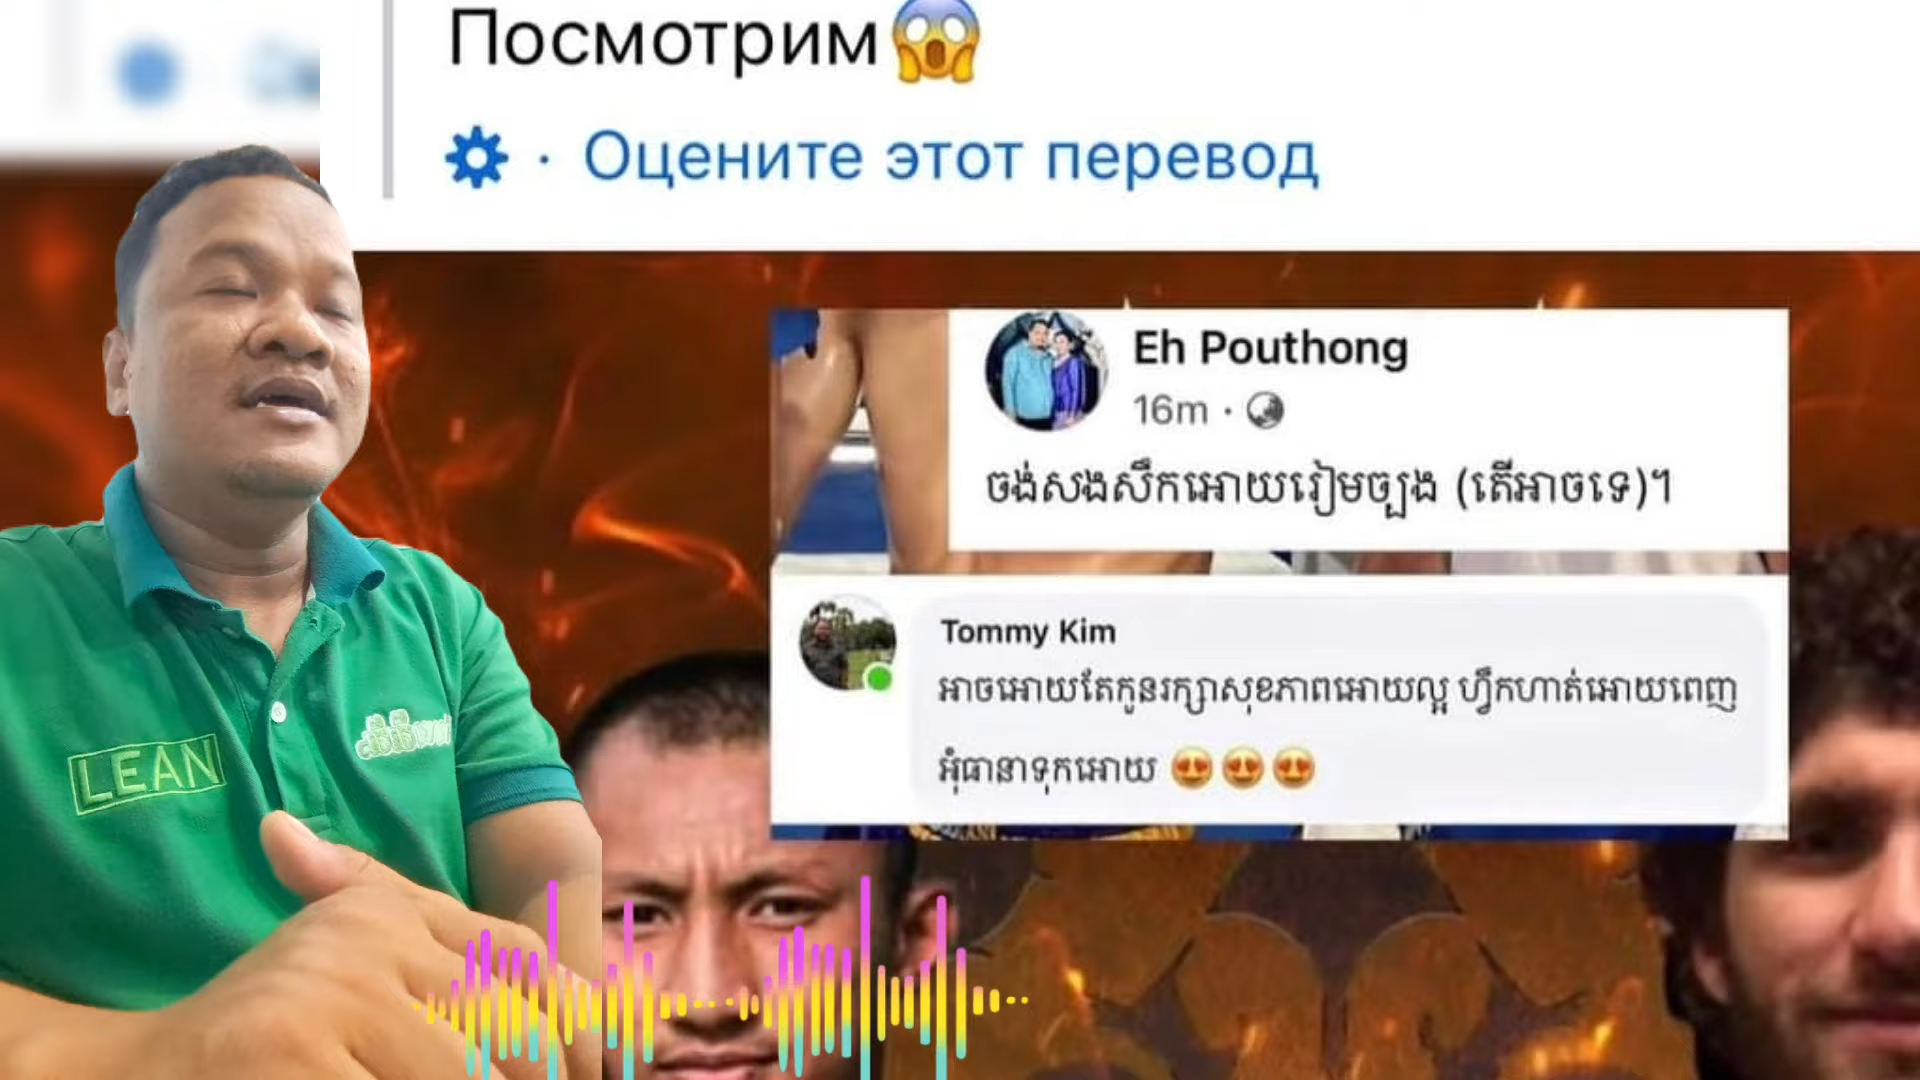 Посмотрим😱
· Оцените этот перевод
Eh Pouthong
16m ·
ចង់សងសឹកអោយរៀមច្បង (តើអាចទេ)។
Tommy Kim
អាចអោយតែកូនរក្សាសុខភាពអោយល្អ ហ្វឹកហាត់អោយពេញ
អុំធានាទុកអោយ 😍😍😍
LEAN